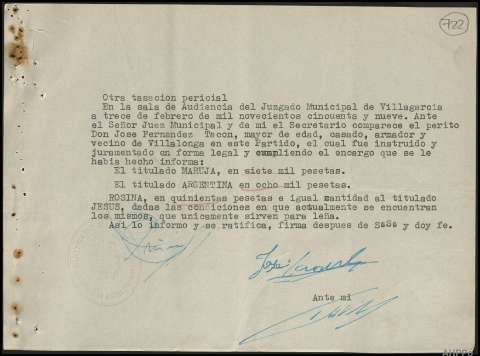 722
Otra tasacion pericial
En la sala de Audiencia del Juzgado Municipal de Villagarcia
a trece de febrero de mil novecientos cincuenta y nueve. Ante
el Señor Juez Municipal y de mi el Secretario comparece el perito
Don Jose Fernandez Tacon, mayor de edad, casado, armador y
vecino de Villalonga en este Partido, el cual fue instruido y
juramentado en forma legal y cumpliendo el encargo que se le
habia hecho informa:
El titulado MARUJA, en siete mil pesetas.
El titulado ARGENTINA en ocho mil pesetas.
ROSINA, en quinientas pesetas e igual mantidad al titulado
JESUS, dadas las condiciones en que actualmente se encuentran
los mismos, que unicamente sirven para leña.
Asi lo informo y se ratifica, firma despues de SªSª y doy fe.
Jose
Ante mi